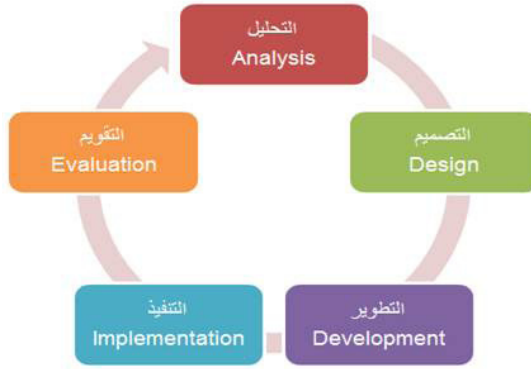 التحليل
Analysis
التصميم
Design
التطوير
Development
التنفيذ
Implementation
التقويم
Evaluation